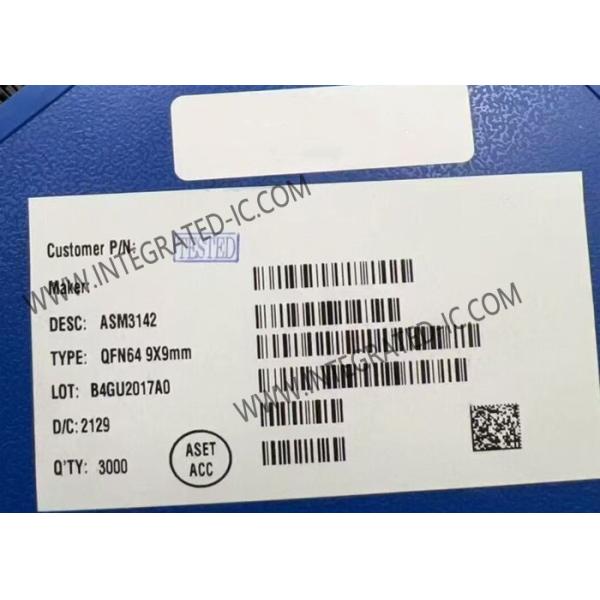 Customer P/N:
TESTED
Maker:
DESC: ASM3142
TYPE: QFN64 9X9mm
LOT: B4GU2017A0
D/C: 2129
Q'TY: 3000
ASET
ACC
WWW.INTEGRATED-IC.COM
WWW.INTEGRATED-IC.COM